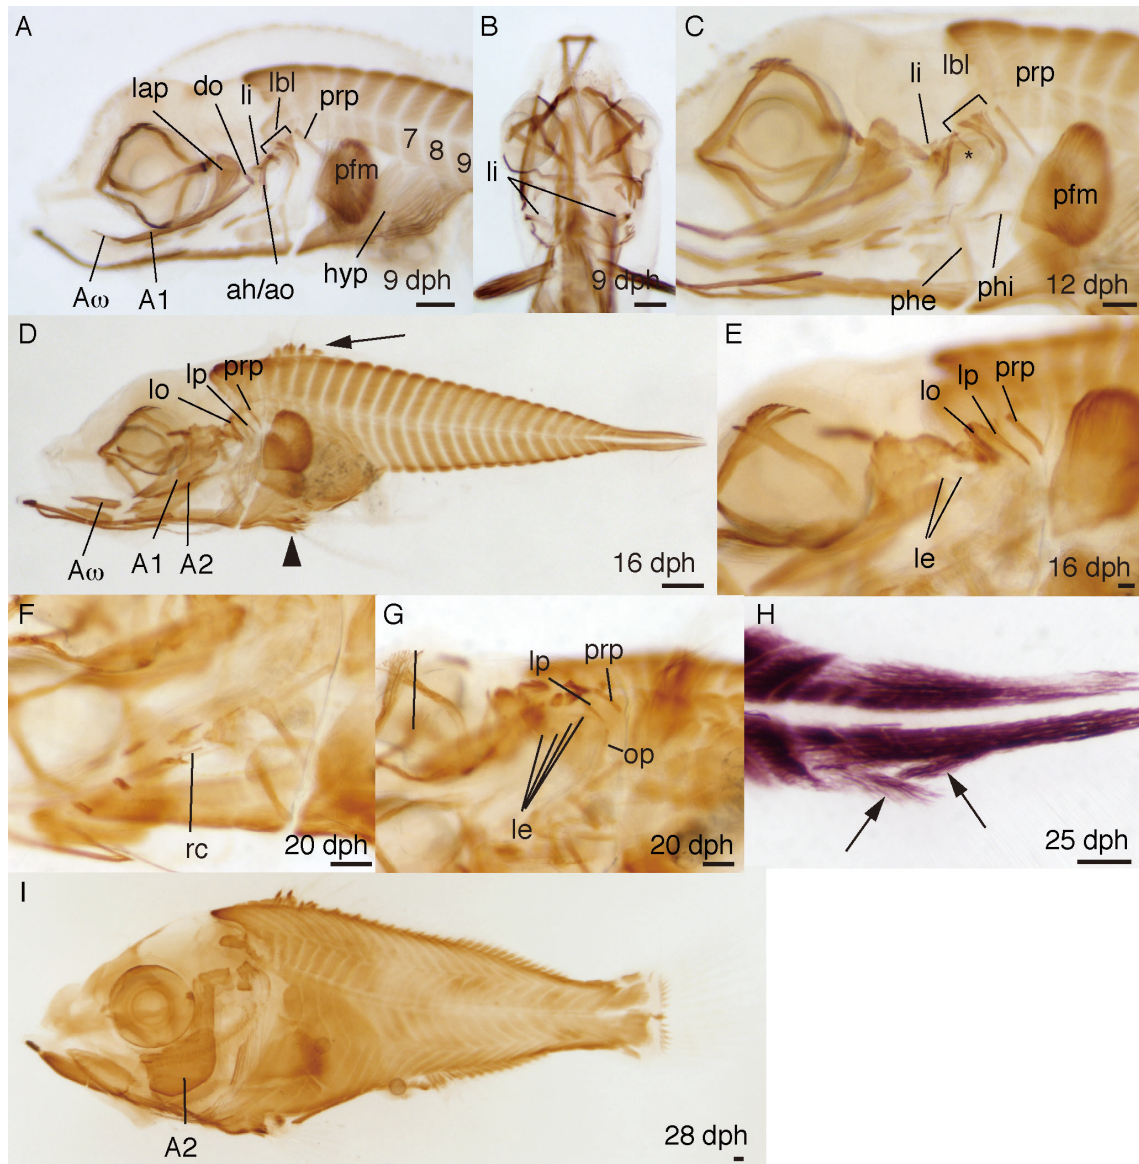 A
lap
do
li
lbl
prp
7
8
9
pfm
Aω
A1
ah/ao
hyp
9 dph
B
li
9 dph
C
li
lbl
prp
*
pfm
phe
phi
12 dph
D
lo
lp
prp
Aω
A1
A2
16 dph
E
lo
lp
prp
le
16 dph
F
rc
20 dph
G
lp
prp
op
le
20 dph
H
25 dph
I
A2
28 dph